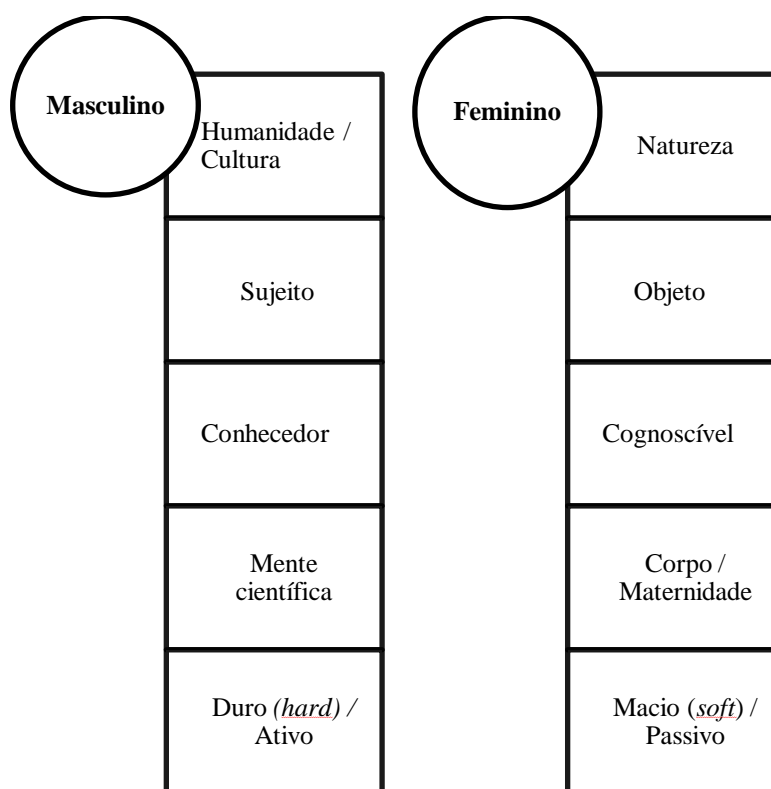 Masculino
Humanidade /
Cultura
Sujeito
Conhecedor
Mente
científica
Duro (hard) /
Ativo
Feminino
Natureza
Objeto
Cognoscível
Corpo /
Maternidade
Macio (soft) /
Passivo